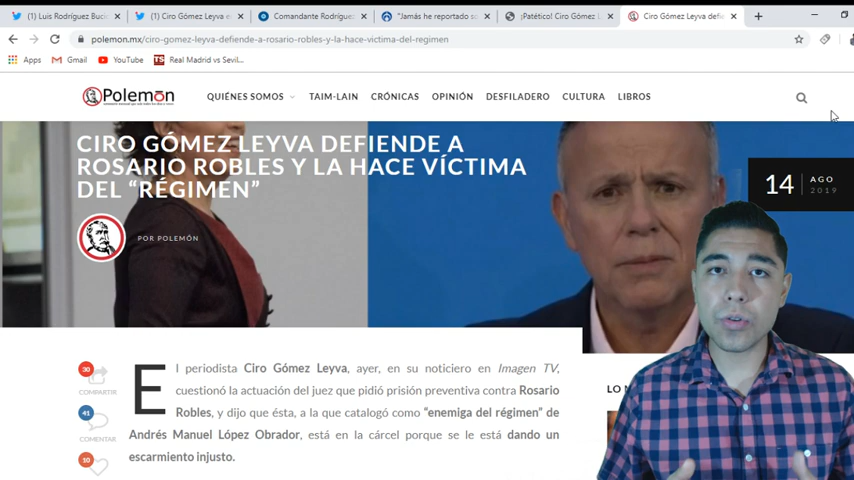 Luis Rodríguez Bucio
(1) Ciro Gómez Leyva e
Comandante Rodríguez
"Jamás he reportado so
¡Patético! Ciro Gómez L
Ciro Gómez Leyva defie
polemon.mx/ciro-gomez-leyva-defiende-a-rosario-robles-y-la-hace-victima-del-regimen
Apps Gmail YouTube Real Madrid vs Sevil...
Polemōn
QUIÉNES SOMOS TAIM-LAIN CRÓNICAS OPINIÓN DESFILADERO CULTURA LIBROS
CIRO GÓMEZ LEYVA DEFIENDE A
ROSARIO ROBLES Y LA HACE VÍCTIMA
DEL “RÉGIMEN”
14 AGO
2019
POR POLEMÓN
El periodista Ciro Gómez Leyva, ayer, en su noticiero en Imagen TV,
cuestionó la actuación del juez que pidió prisión preventiva contra Rosario
Robles, y dijo que ésta, a la que catalogó como “enemiga del régimen” de
Andrés Manuel López Obrador, está en la cárcel porque se le está dando un
escarmiento injusto.
30
COMPARTIR
41
COMENTAR
10
LO